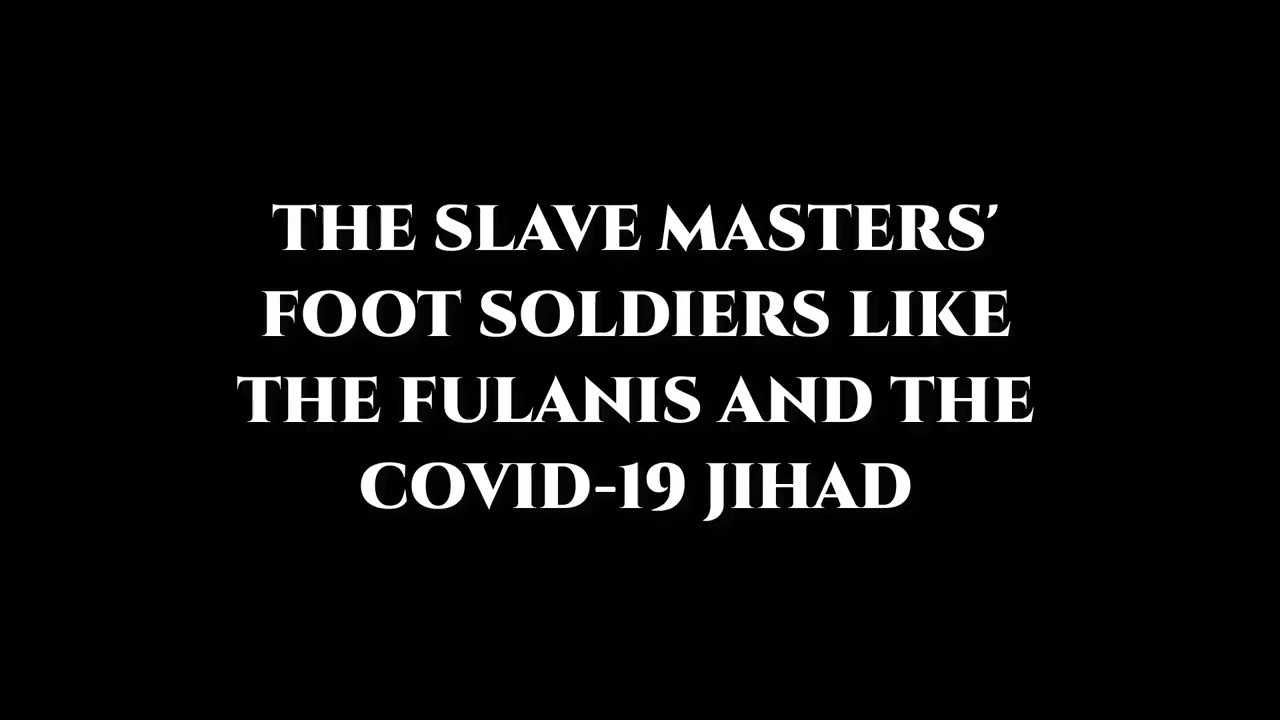 THE SLAVE MASTERS'
FOOT SOLDIERS LIKE
THE FULANIS AND THE
COVID-19 JIHAD